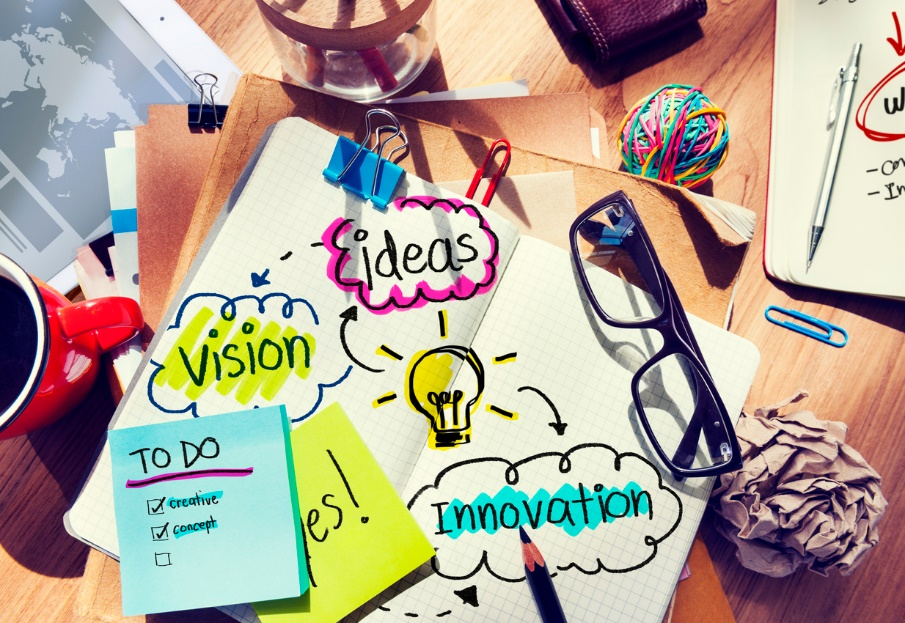 ideas
Vision
TO DO
creative
concept
es!
Innovation